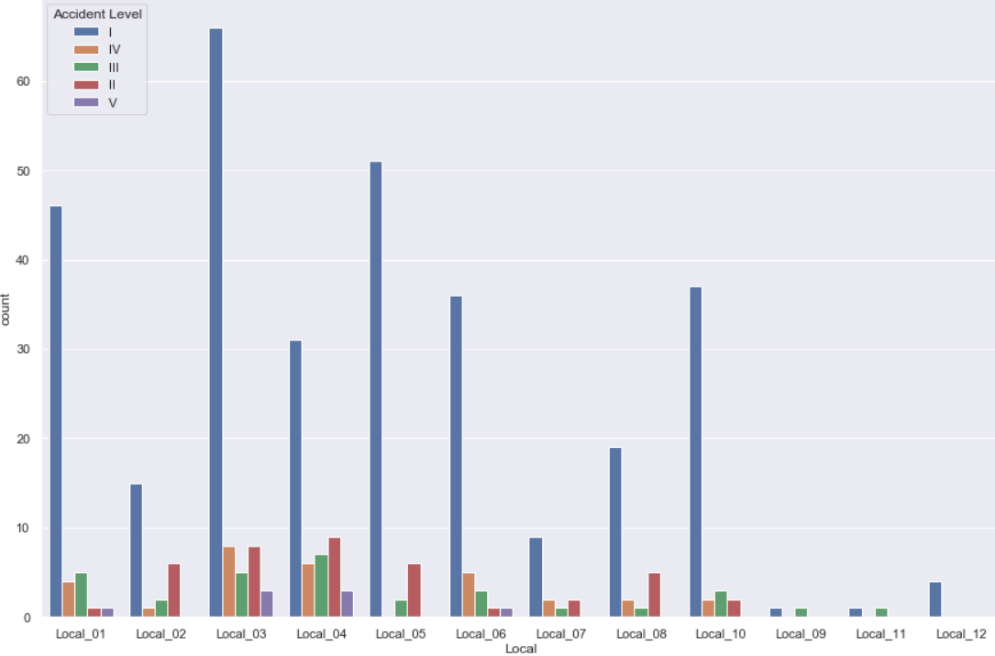 Accident Level
I
IV
III
II
V
count
60
50
40
30
20
10
0
Local_01 Local_02 Local_03 Local_04 Local_05 Local_06 Local_07 Local_08 Local_10 Local_09 Local_11 Local_12
Local